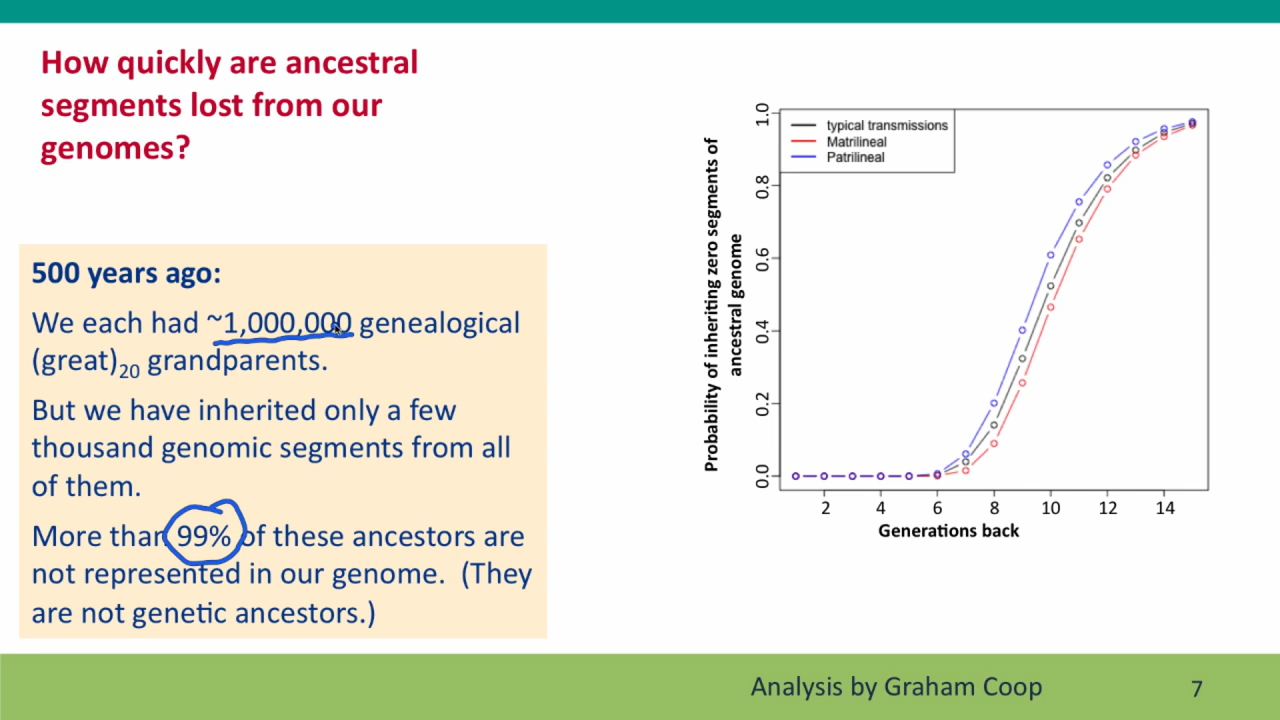 How quickly are ancestral
segments lost from our
genomes?
500 years ago:
We each had ~1,000,000 genealogical
(great)20 grandparents.
But we have inherited only a few
thousand genomic segments from all
of them.
More than 99% of these ancestors are
not represented in our genome. (They
are not genetic ancestors.)
Probability of inheriting zero segments of
ancestral genome
1.0
0.8
0.6
0.4
0.2
0.0
typical transmissions
Matrilineal
Patrilineal
2 4 6 8 10 12 14
Generations back
Analysis by Graham Coop
7